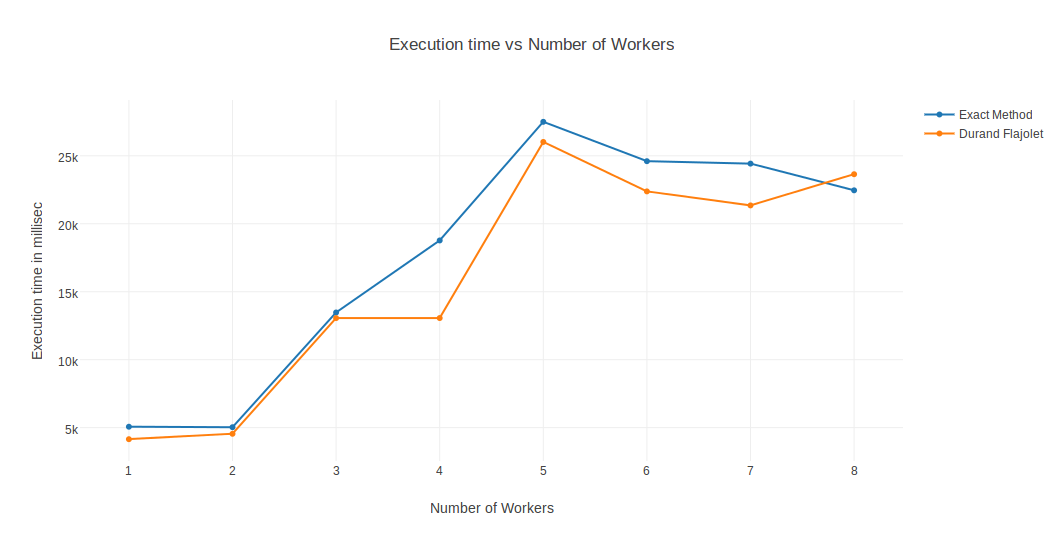 Execution time vs Number of Workers
Exact Method
Durand Flajolet
Execution time in millisec
25k
20k
15k
10k
5k
1 2 3 4 5 6 7 8
Number of Workers